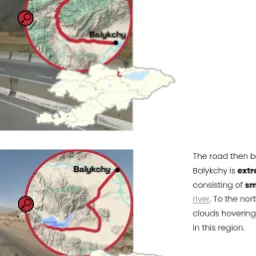 Balykchy
Balykchy
The road then b
Balykchy is extre
consisting of sm
river. To the nort
clouds hovering
in this region.